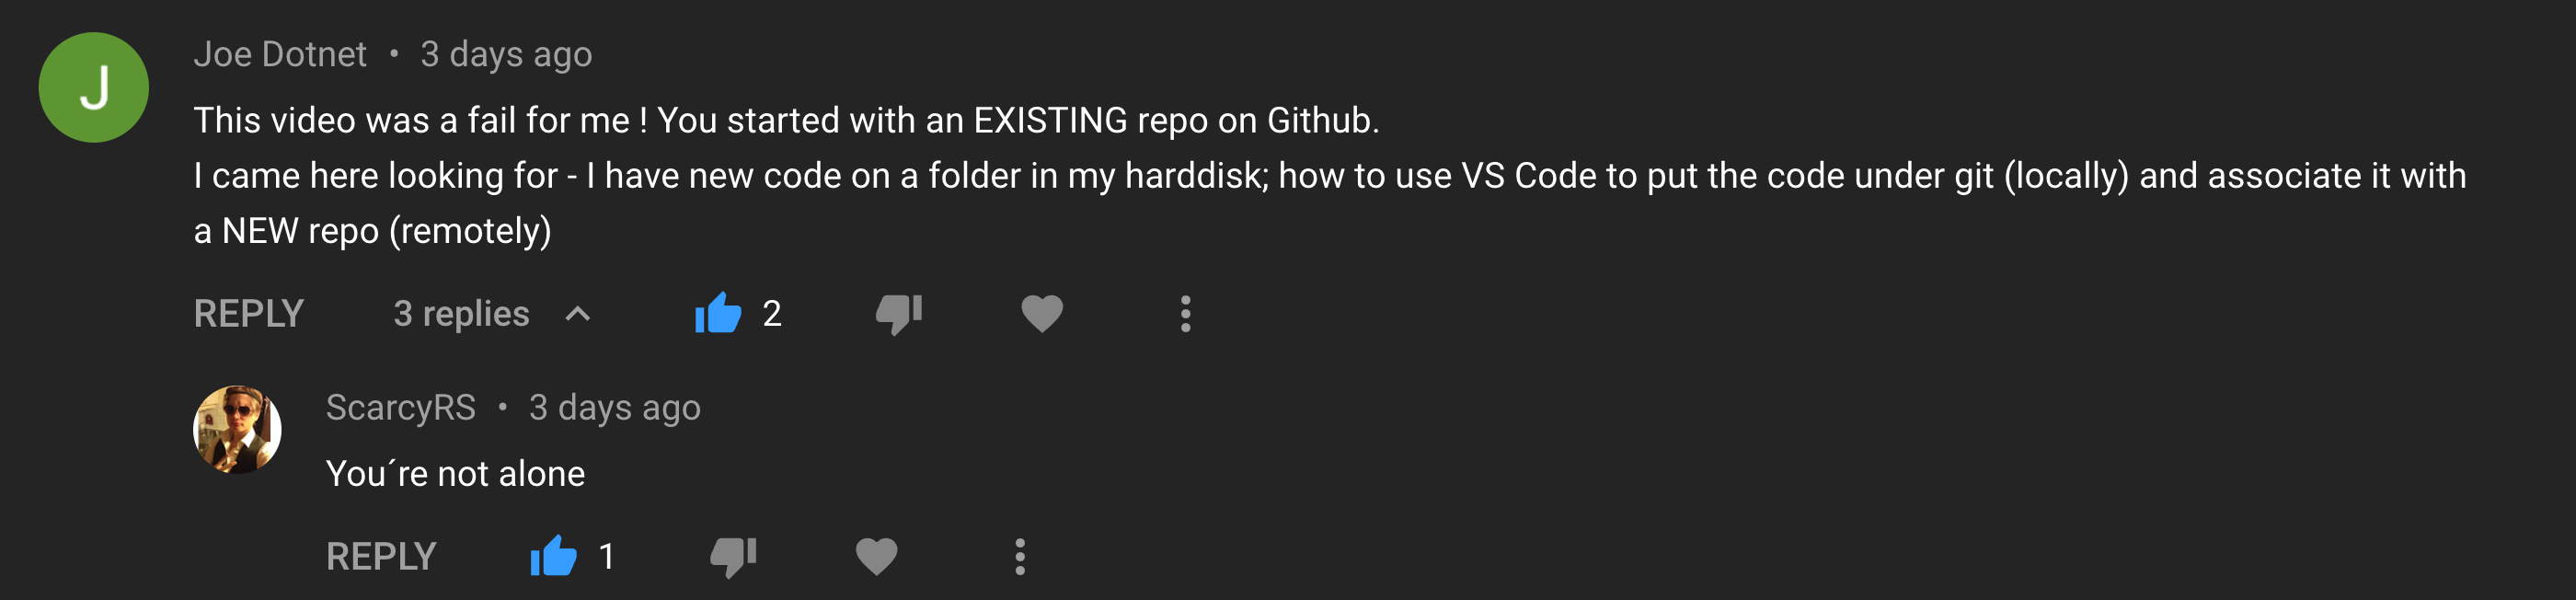 J
Joe Dotnet • 3 days ago
This video was a fail for me ! You started with an EXISTING repo on Github.
I came here looking for - I have new code on a folder in my harddisk; how to use VS Code to put the code under git (locally) and associate it with
a NEW repo (remotely)
REPLY 3 replies 2
ScarcyRS • 3 days ago
You´re not alone
REPLY 1